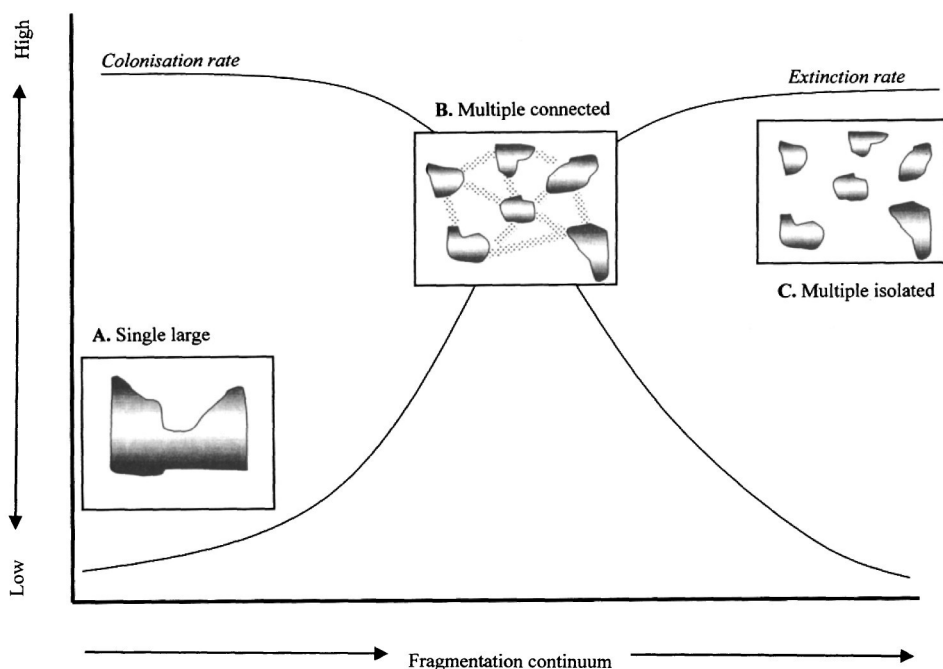 High
Colonisation rate
Extinction rate
B. Multiple connected
C. Multiple isolated
A. Single large
Low
Fragmentation continuum